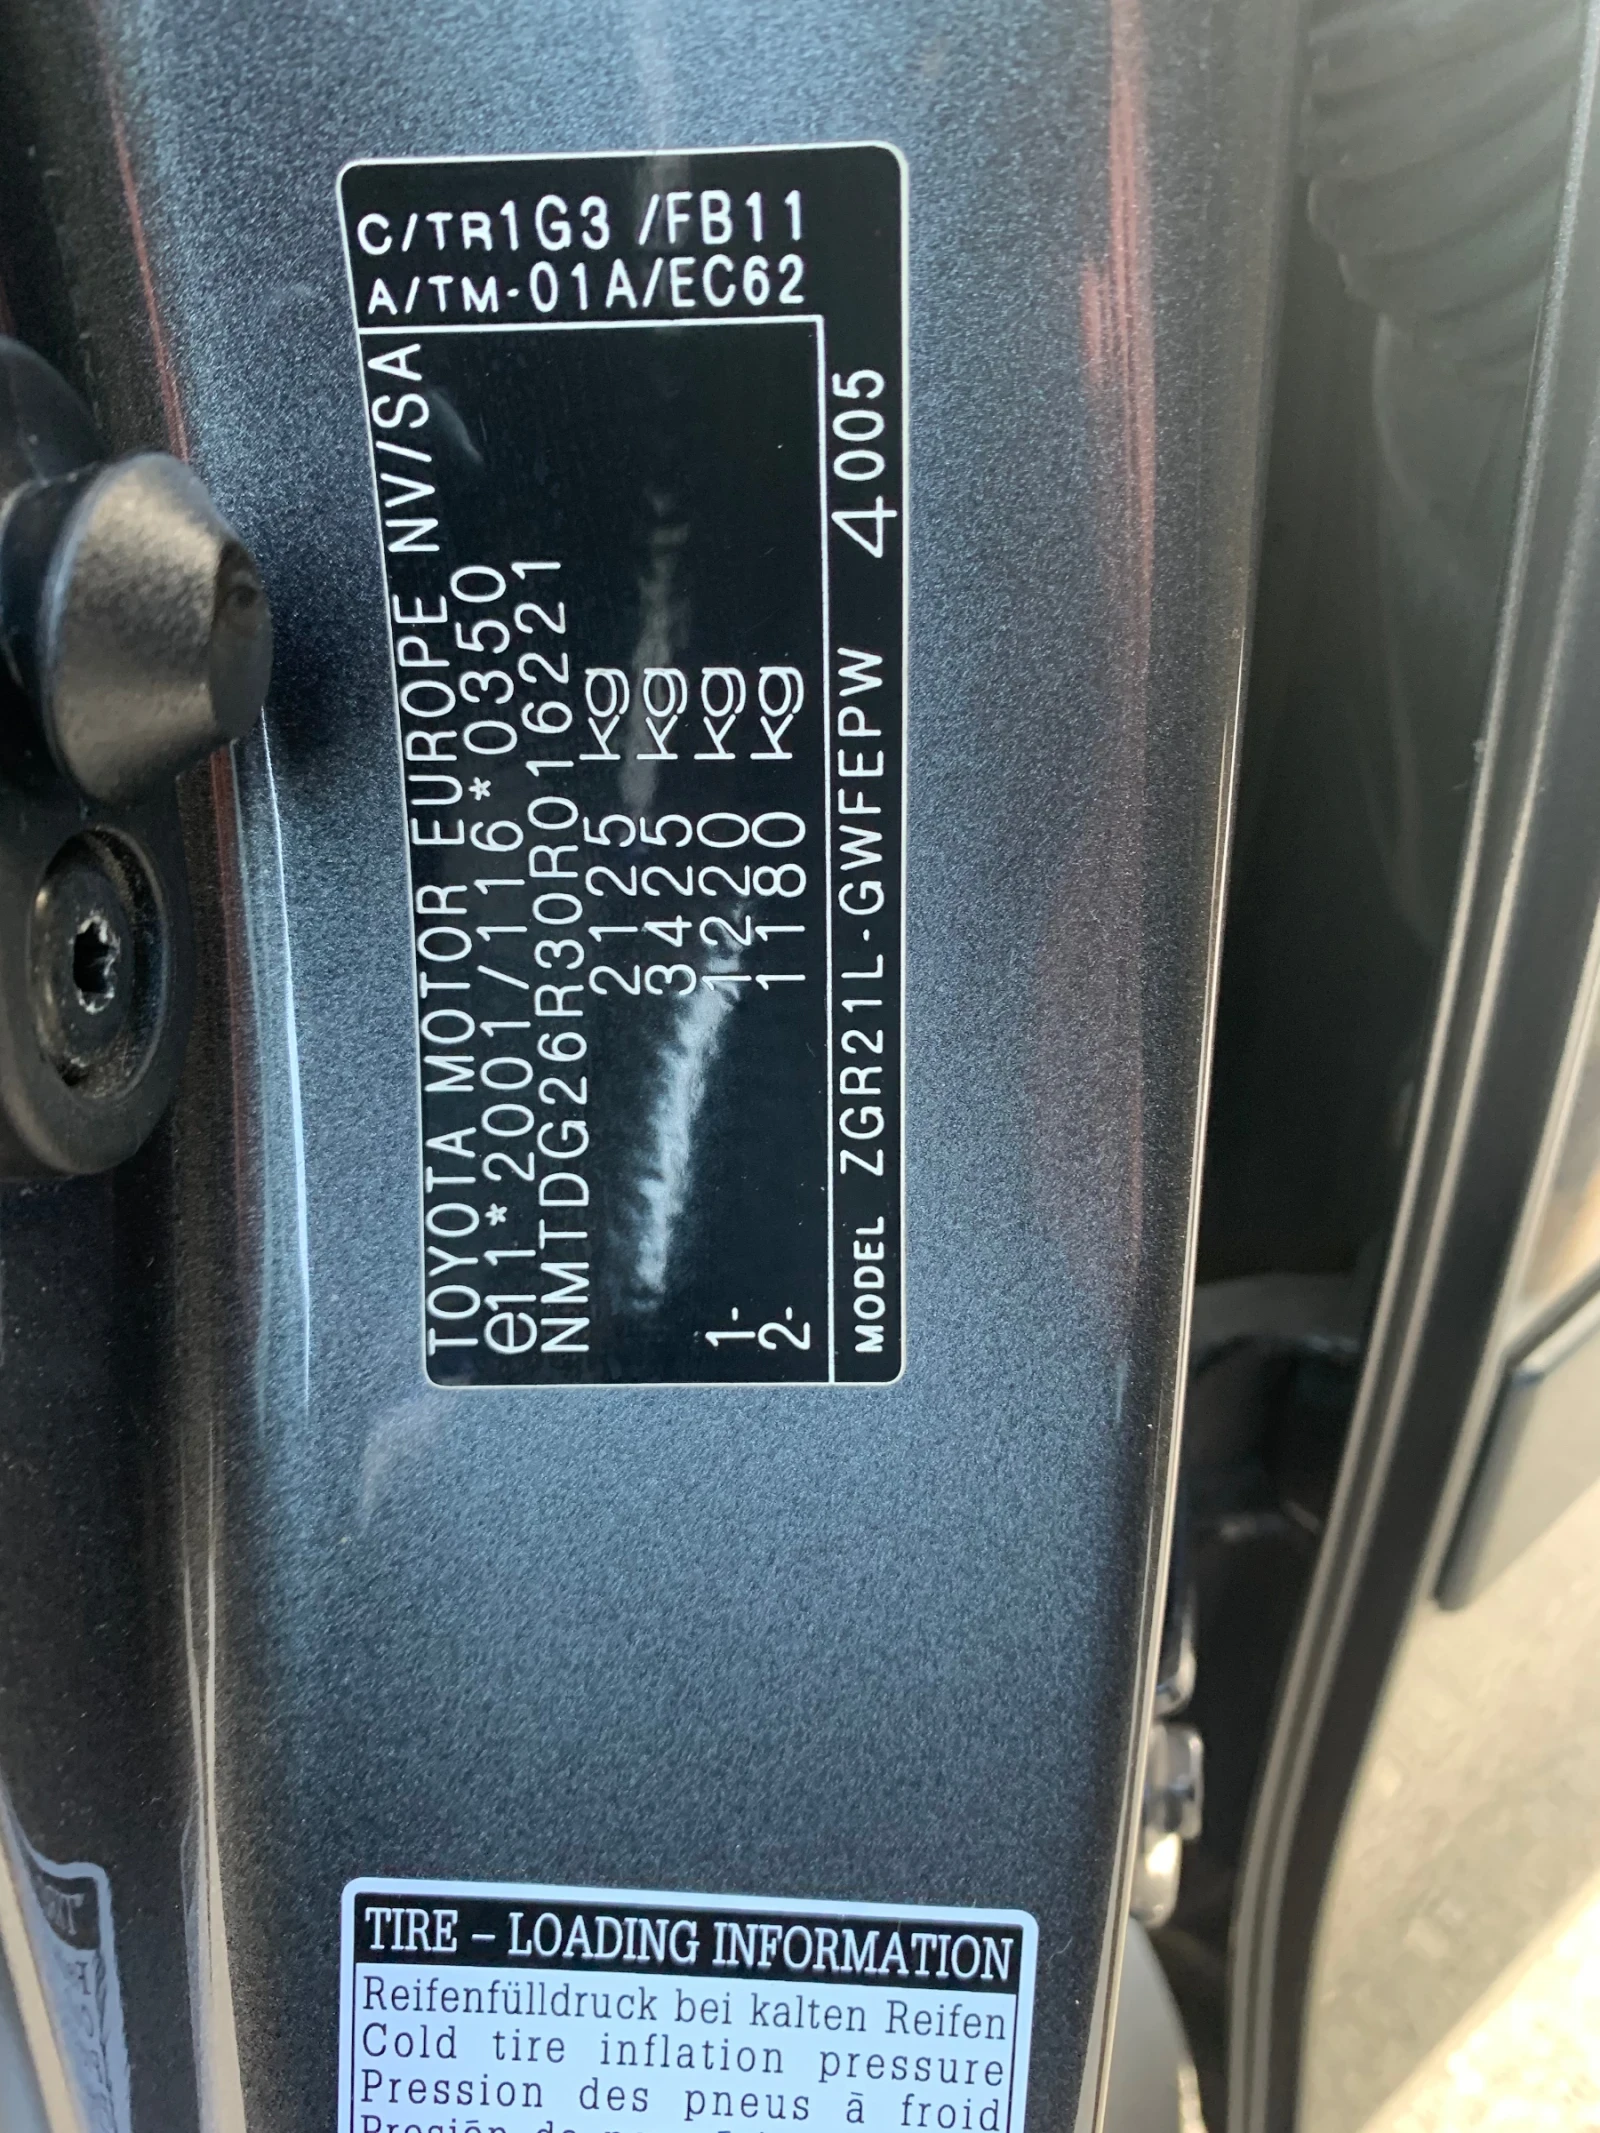 TOYOTA MOTOR EUROPE NV/SA
e11*2001/116*0350
NMTDG26R30R016221
2125 kg
3425 kg
1- 1220 kg
2- 1180 kg
MODEL ZGR21L-GWFEPW 4005
C/TR1G3 /FB11
A/TM-01A/EC62
TIRE – LOADING INFORMATION
Reifenfülldruck bei kalten Reifen
Cold tire inflation pressure
Pression des pneus à froid